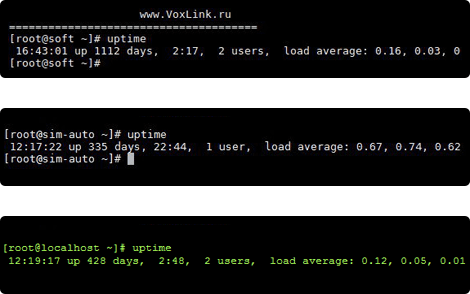 www.VoxLink.ru
=====================================
[root@soft ~]# uptime
16:43:01 up 1112 days,  2:17,  2 users,  load average: 0.16, 0.03, 0
[root@soft ~]#
[root@sim-auto ~]# uptime
12:17:22 up 335 days, 22:44,  1 user,  load average: 0.67, 0.74, 0.62
[root@sim-auto ~]#
[root@localhost ~]# uptime
12:19:17 up 428 days,  2:48,  2 users,  load average: 0.12, 0.05, 0.01